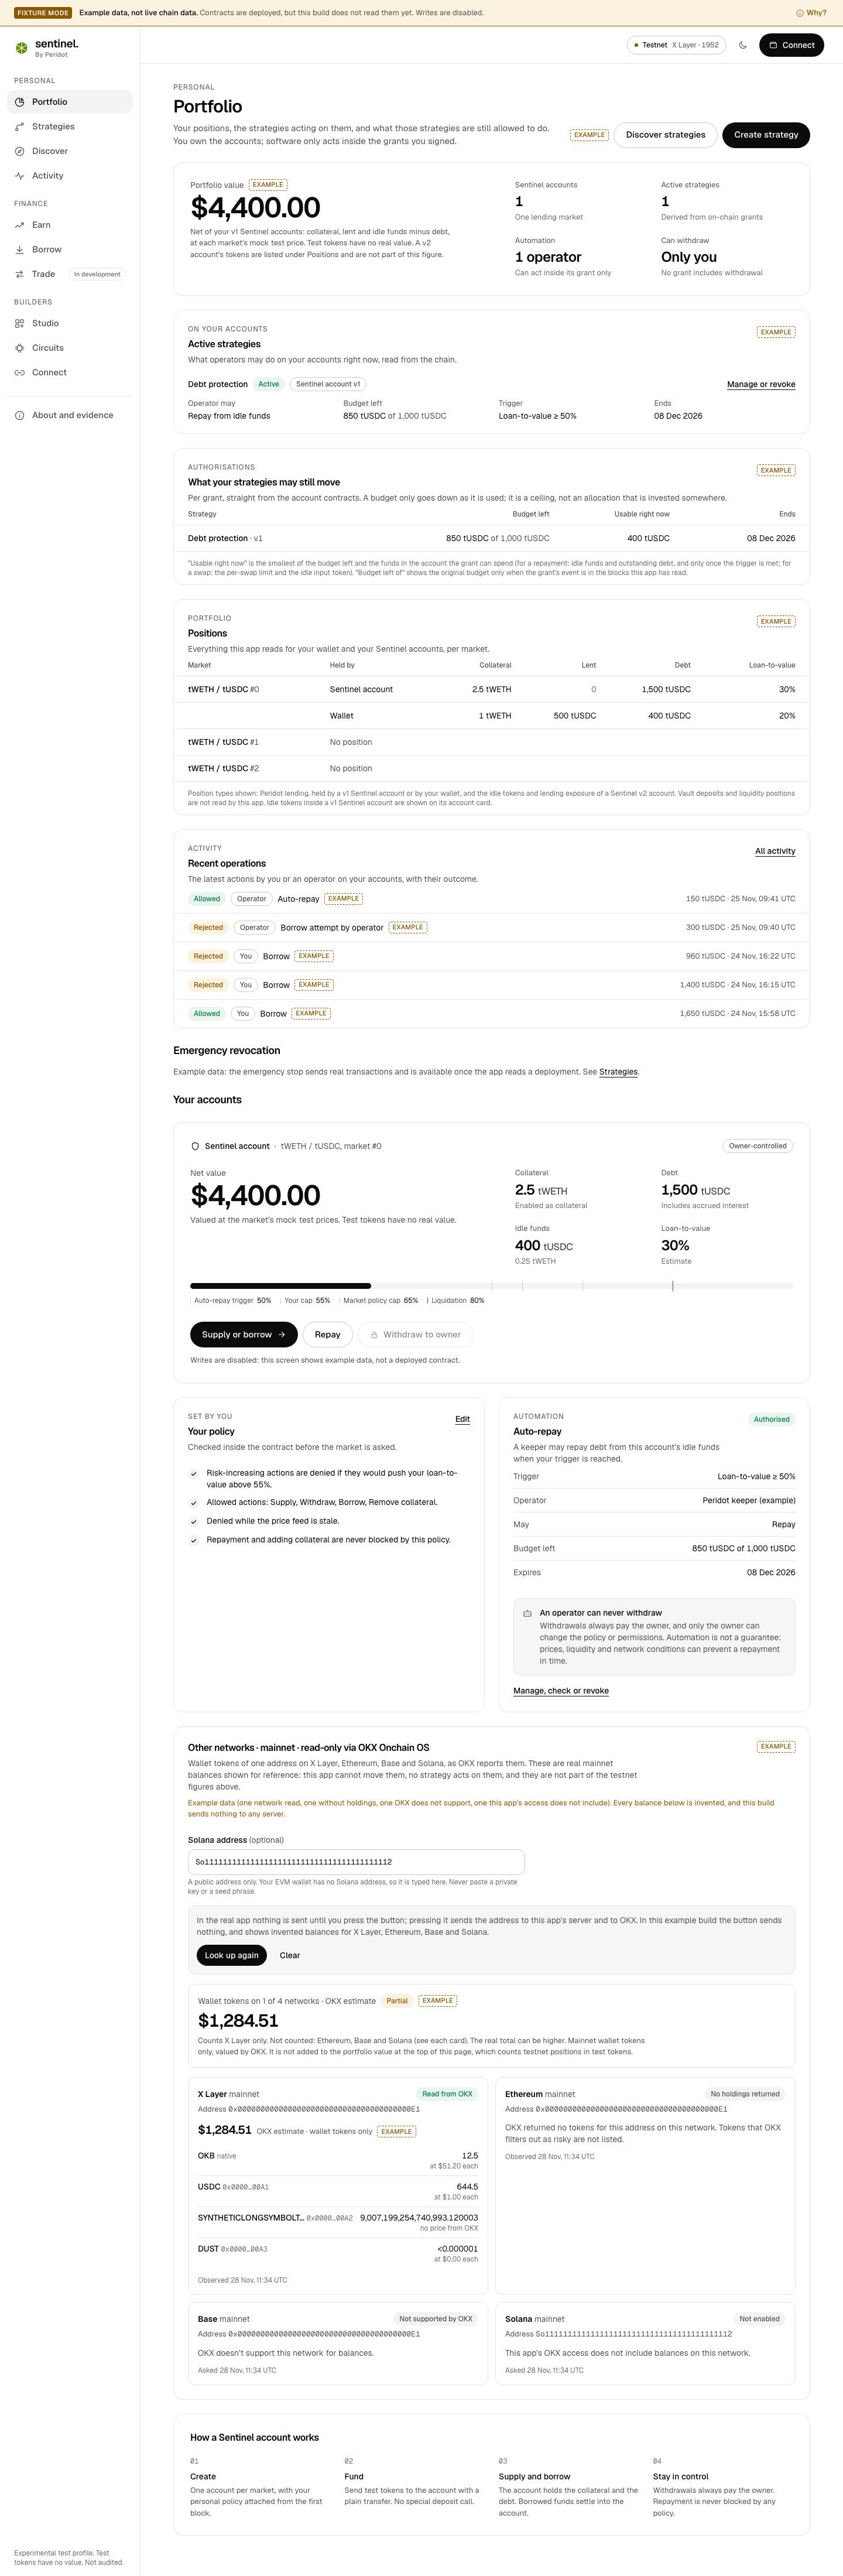 FIXTURE MODE Example data, not live chain data. Contracts are deployed, but this build does not read them yet. Writes are disabled. Why?
sentinel.
By Peridot
Testnet X Layer · 1952
Connect
PERSONAL
Portfolio
Strategies
Discover
Activity
FINANCE
Earn
Borrow
Trade In development
BUILDERS
Studio
Circuits
Connect
About and evidence
PERSONAL
Portfolio
Your positions, the strategies acting on them, and what those strategies are still allowed to do.
You own the accounts; software only acts inside the grants you signed.
EXAMPLE Discover strategies Create strategy
Portfolio value EXAMPLE
$4,400.00
Net of your v1 Sentinel accounts: collateral, lent and idle funds minus debt,
at each market's mock test price. Test tokens have no real value. A v2
account's tokens are listed under Positions and are not part of this figure.
Sentinel accounts
1
One lending market
Active strategies
1
Derived from on-chain grants
Automation
1 operator
Can act inside its grant only
Can withdraw
Only you
No grant includes withdrawal
ON YOUR ACCOUNTS EXAMPLE
Active strategies
What operators may do on your accounts right now, read from the chain.
Debt protection Active Sentinel account v1 Manage or revoke
Operator may Budget left Trigger Ends
Repay from idle funds 850 tUSDC of 1,000 tUSDC Loan-to-value ≥ 50% 08 Dec 2026
AUTHORISATIONS EXAMPLE
What your strategies may still move
Per grant, straight from the account contracts. A budget only goes down as it is used; it is a ceiling, not an allocation that is invested somewhere.
Strategy Budget left Usable right now Ends
Debt protection · v1 850 tUSDC of 1,000 tUSDC 400 tUSDC 08 Dec 2026
"Usable right now" is the smallest of the budget left and the funds in the account the grant can spend (for a repayment: idle funds and outstanding debt, and only once the trigger is met; for
a swap: the per-swap limit and the idle input token). "Budget left of" shows the original budget only when the grant's event is in the blocks this app has read.
PORTFOLIO EXAMPLE
Positions
Everything this app reads for your wallet and your Sentinel accounts, per market.
Market Held by Collateral Lent Debt Loan-to-value
tWETH / tUSDC #0 Sentinel account 2.5 tWETH 0 1,500 tUSDC 30%
Wallet 1 tWETH 500 tUSDC 400 tUSDC 20%
tWETH / tUSDC #1 No position
tWETH / tUSDC #2 No position
Position types shown: Peridot lending, held by a v1 Sentinel account or by your wallet, and the idle tokens and lending exposure of a Sentinel v2 account. Vault deposits and liquidity positions
are not read by this app. Idle tokens inside a v1 Sentinel account are shown on its account card.
ACTIVITY All activity
Recent operations
The latest actions by you or an operator on your accounts, with their outcome.
Allowed Operator Auto-repay EXAMPLE 150 tUSDC · 25 Nov, 09:41 UTC
Rejected Operator Borrow attempt by operator EXAMPLE 300 tUSDC · 25 Nov, 09:40 UTC
Rejected You Borrow EXAMPLE 960 tUSDC · 24 Nov, 16:22 UTC
Rejected You Borrow EXAMPLE 1,400 tUSDC · 24 Nov, 16:15 UTC
Allowed You Borrow EXAMPLE 1,650 tUSDC · 24 Nov, 15:58 UTC
Emergency revocation
Example data: the emergency stop sends real transactions and is available once the app reads a deployment. See Strategies.
Your accounts
Sentinel account · tWETH / tUSDC, market #0 Owner-controlled
Net value
$4,400.00
Valued at the market's mock test prices. Test tokens have no real value.
Collateral
2.5 tWETH
Enabled as collateral
Debt
1,500 tUSDC
Includes accrued interest
Idle funds
400 tUSDC
0.25 tWETH
Loan-to-value
30%
Estimate
Auto-repay trigger 50% Your cap 55% Market policy cap 65% Liquidation 80%
Supply or borrow Repay Withdraw to owner
Writes are disabled: this screen shows example data, not a deployed contract.
SET BY YOU Edit
Your policy
Checked inside the contract before the market is asked.
Risk-increasing actions are denied if they would push your loan-to-
value above 55%.
Allowed actions: Supply, Withdraw, Borrow, Remove collateral.
Denied while the price feed is stale.
Repayment and adding collateral are never blocked by this policy.
AUTOMATION Authorised
Auto-repay
A keeper may repay debt from this account's idle funds
when your trigger is reached.
Trigger Loan-to-value ≥ 50%
Operator Peridot keeper (example)
May Repay
Budget left 850 tUSDC of 1,000 tUSDC
Expires 08 Dec 2026
An operator can never withdraw
Withdrawals always pay the owner, and only the owner can
change the policy or permissions. Automation is not a guarantee:
prices, liquidity and network conditions can prevent a repayment
in time.
Manage, check or revoke
Other networks · mainnet · read-only via OKX Onchain OS EXAMPLE
Wallet tokens of one address on X Layer, Ethereum, Base and Solana, as OKX reports them. These are real mainnet
balances shown for reference: this app cannot move them, no strategy acts on them, and they are not part of the testnet
figures above.
Example data (one network read, one without holdings, one OKX does not support, one this app's access does not include). Every balance below is invented, and this build
sends nothing to any server.
Solana address (optional)
So11111111111111111111111111111111111111112
A public address only. Your EVM wallet has no Solana address, so it is typed here. Never paste a private
key or a seed phrase.
In the real app nothing is sent until you press the button; pressing it sends the address to this app's server and to OKX. In this example build the button sends
nothing, and shows invented balances for X Layer, Ethereum, Base and Solana.
Look up again Clear
Wallet tokens on 1 of 4 networks · OKX estimate Partial EXAMPLE
$1,284.51
Counts X Layer only. Not counted: Ethereum, Base and Solana (see each card). The real total can be higher. Mainnet wallet tokens
only, valued by OKX. It is not added to the portfolio value at the top of this page, which counts testnet positions in test tokens.
X Layer mainnet Read from OKX
Address 0x00000000000000000000000000000000000000E1
$1,284.51 OKX estimate · wallet tokens only EXAMPLE
OKB native 12.5
at $51.20 each
USDC 0x0000…00A1 644.5
at $1.00 each
SYNTHETICLONGSYMBOLT… 0x0000…00A2 9,007,199,254,740,993.120003
no price from OKX
DUST 0x0000…00A3 <0.000001
at $0.00 each
Observed 28 Nov, 11:34 UTC
Ethereum mainnet No holdings returned
Address 0x00000000000000000000000000000000000000E1
OKX returned no tokens for this address on this network. Tokens that OKX
filters out as risky are not listed.
Observed 28 Nov, 11:34 UTC
Base mainnet Not supported by OKX
Address 0x00000000000000000000000000000000000000E1
OKX doesn't support this network for balances.
Asked 28 Nov, 11:34 UTC
Solana mainnet Not enabled
Address So11111111111111111111111111111111111111112
This app's OKX access does not include balances on this network.
Asked 28 Nov, 11:34 UTC
How a Sentinel account works
01
Create
One account per market, with your
personal policy attached from the first
block.
02
Fund
Send test tokens to the account with a
plain transfer. No special deposit call.
03
Supply and borrow
The account holds the collateral and the
debt. Borrowed funds settle into the
account.
04
Stay in control
Withdrawals always pay the owner.
Repayment is never blocked by any
policy.
Experimental test profile. Test
tokens have no value. Not audited.